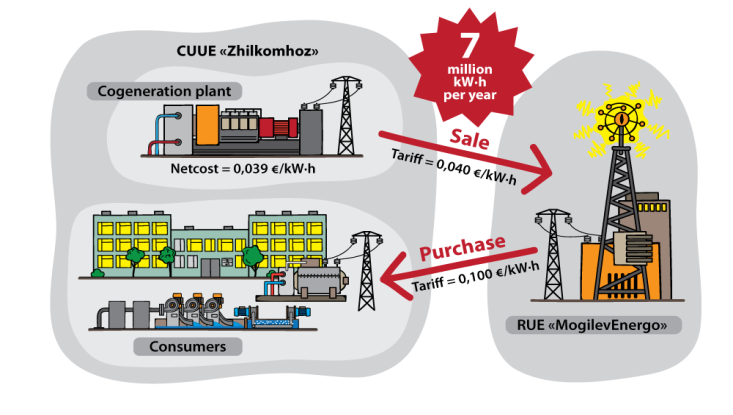 CUUE «Zhilkomhoz»
Cogeneration plant
Netcost = 0,039 €/kW·h
7
million
kW·h
per year
Sale
Tariff = 0,040 €/kW·h
Purchase
Tariff = 0,100 €/kW·h
Consumers
RUE «MogilevEnergo»